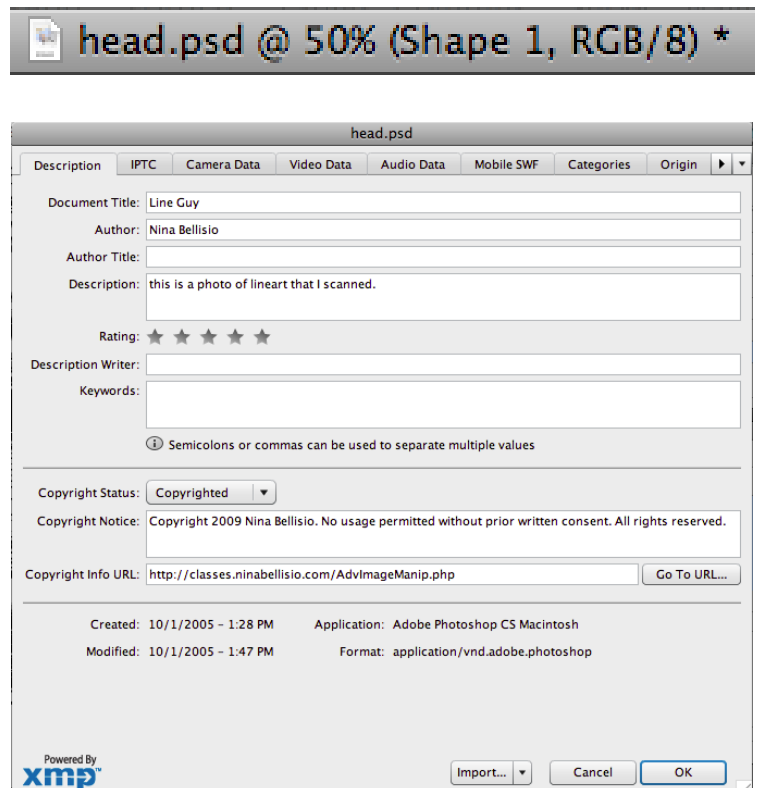 head.psd @ 50% (Shape 1, RGB/8) *
head.psd
Description IPTC Camera Data Video Data Audio Data Mobile SWF Categories Origin
Document Title: Line Guy
Author: Nina Bellisio
Author Title:
Description: this is a photo of lineart that I scanned.
Rating:
Description Writer:
Keywords:
Semicolons or commas can be used to separate multiple values
Copyright Status: Copyrighted
Copyright Notice: Copyright 2009 Nina Bellisio. No usage permitted without prior written consent. All rights reserved.
Copyright Info URL: http://classes.ninabellisio.com/AdvImageManip.php Go To URL...
Created: 10/1/2005 - 1:28 PM Application: Adobe Photoshop CS Macintosh
Modified: 10/1/2005 - 1:47 PM Format: application/vnd.adobe.photoshop
Powered By
xmp™ Import... Cancel OK